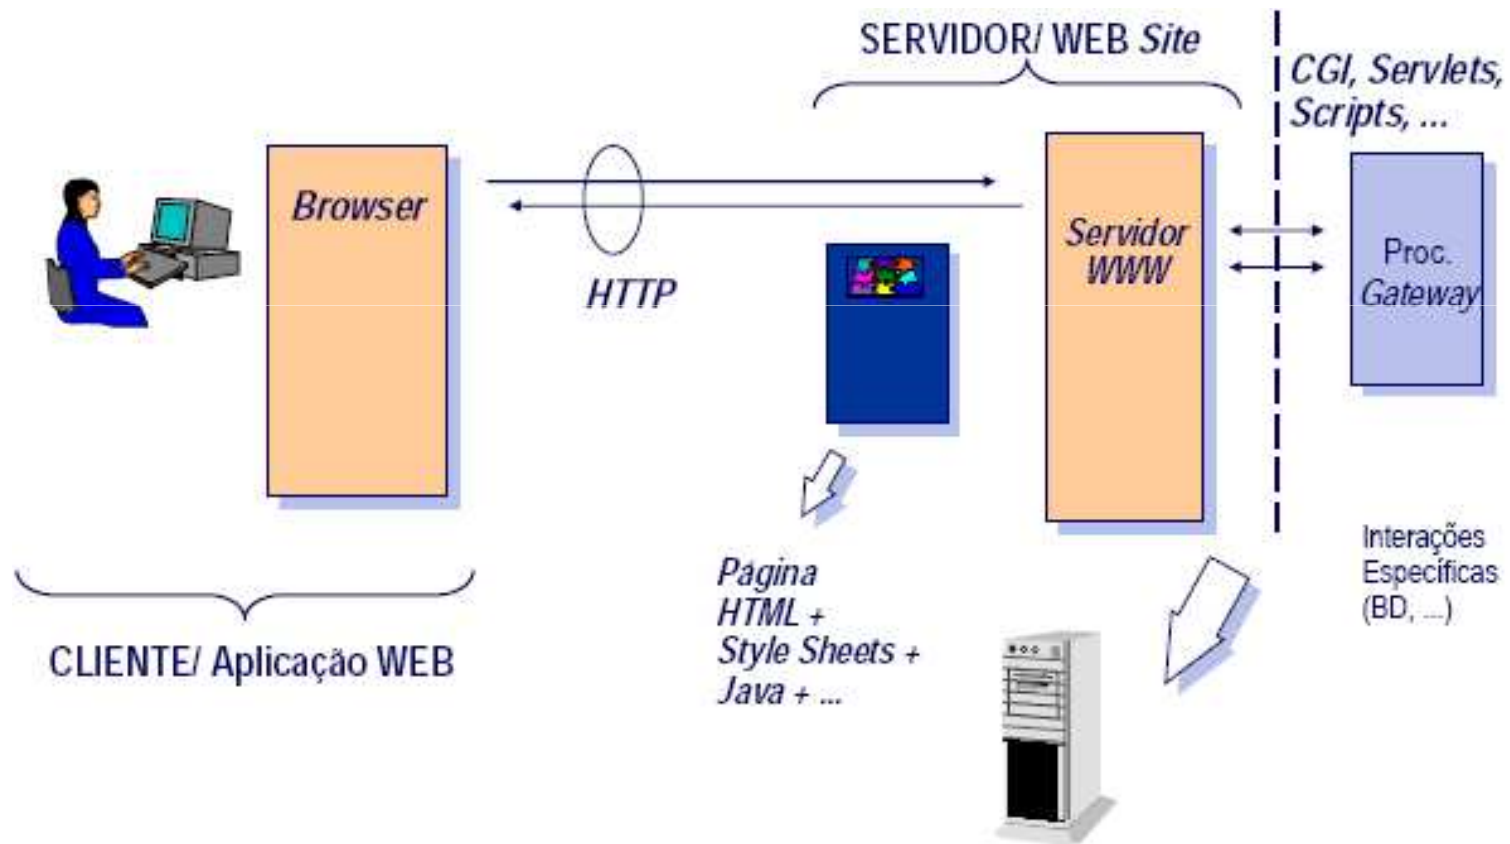 SERVIDOR/ WEB Site
CGI, Servlets,
Scripts, ...
Browser
HTTP
Servidor
WWW
Proc.
Gateway
Página
HTML +
Style Sheets +
Java + ...
Interações
Específicas
(BD, ...)
CLIENTE/ Aplicação WEB